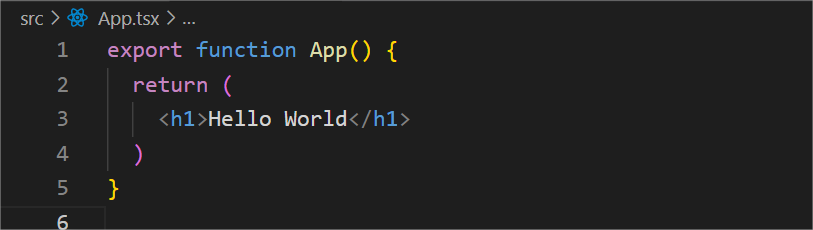 src > App.tsx > ...
1 export function App() {
2   return (
3     <h1>Hello World</h1>
4   )
5 }
6